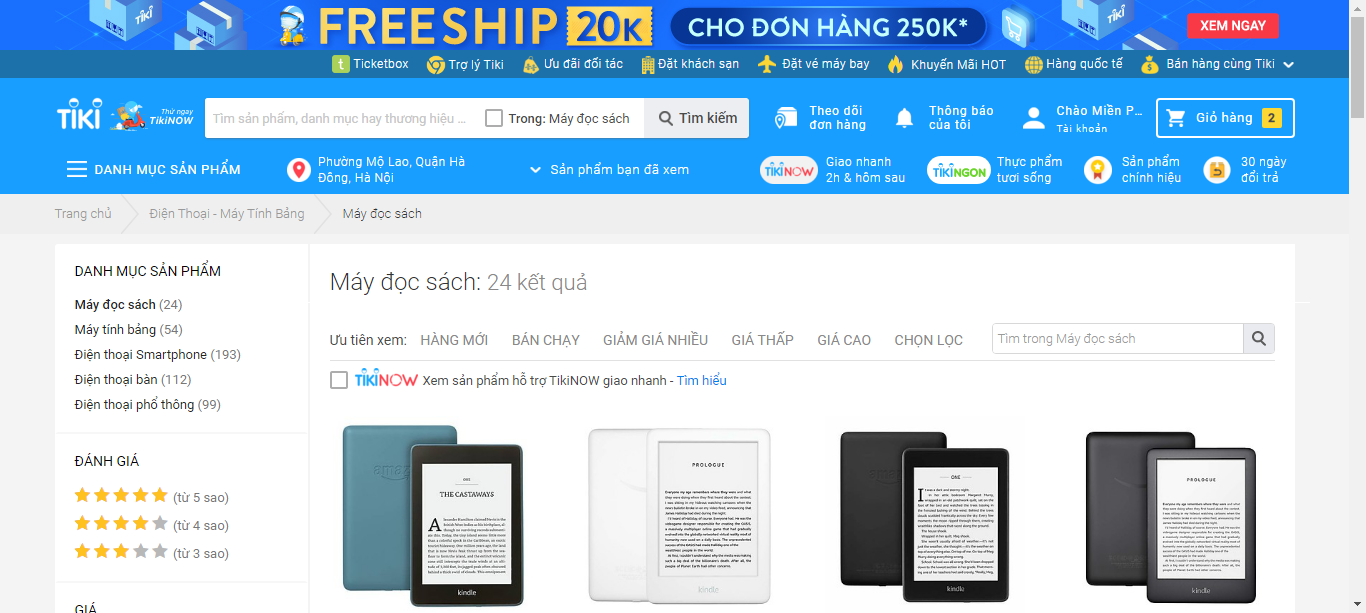 TIKI
FREESHIP 20K CHO ĐƠN HÀNG 250K* TIKI XEM NGAY
Ticketbox Trợ lý Tiki Ưu đãi đối tác Đặt khách sạn Đặt vé máy bay Khuyến Mãi HOT Hàng quốc tế Bán hàng cùng Tiki
TIKI Thử ngay TikiNOW
Tìm sản phẩm, danh mục hay thương hiệu ... Trong: Máy đọc sách Tìm kiếm
Theo dõi đơn hàng
Thông báo của tôi
Chào Miền P...
Tài khoản
Giỏ hàng 2
DANH MỤC SẢN PHẨM
Phường Mộ Lao, Quận Hà
Đông, Hà Nội
Sản phẩm bạn đã xem
TIKINOW Giao nhanh
2h & hôm sau
TIKINGON Thực phẩm
tươi sống
Sản phẩm
chính hiệu
30 ngày
đổi trả
Trang chủ Điện Thoại - Máy Tính Bảng Máy đọc sách
DANH MỤC SẢN PHẨM
Máy đọc sách (24)
Máy tính bảng (54)
Điện thoại Smartphone (193)
Điện thoại bàn (112)
Điện thoại phổ thông (99)
ĐÁNH GIÁ
(từ 5 sao)
(từ 4 sao)
(từ 3 sao)
GIÁ
Máy đọc sách: 24 kết quả
Ưu tiên xem: HÀNG MỚI BÁN CHẠY GIẢM GIÁ NHIỀU GIÁ THẤP GIÁ CAO CHỌN LỌC Tìm trong Máy đọc sách
TIKINOW Xem sản phẩm hỗ trợ TikiNOW giao nhanh - Tìm hiểu
ONE
THE CASTAWAYS
kindle
PROLOGUE
kindle
ONE
kindle
PROLOGUE
kindle